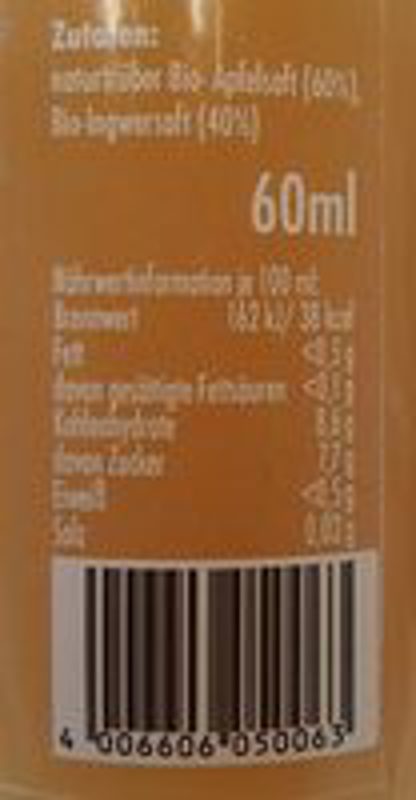 Zutaten:
naturtrüber Bio- Apfelsaft (60%),
Bio-Ingwersaft (40%)
60ml
Nährwertinformation je 100 ml:
Brennwert 162 kJ/ 38 kcal
Fett
davon gesättigte Fettsäuren
Kohlenhydrate
davon Zucker
Eiweiß
Salz
4 006606 050063